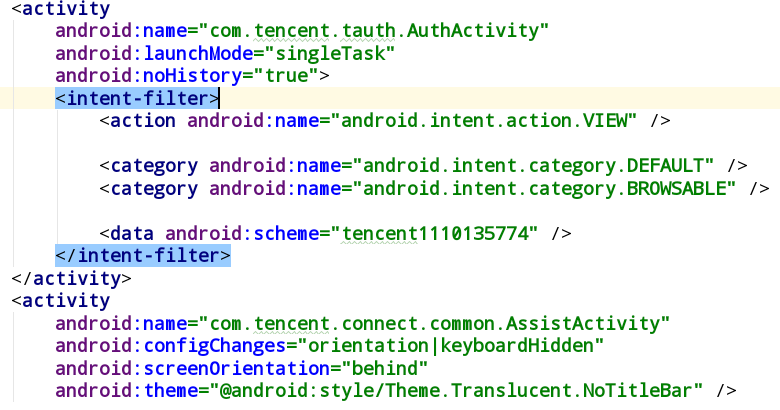 <activity
android:name="com.tencent.tauth.AuthActivity"
android:launchMode="singleTask"
android:noHistory="true">
<intent-filter>
<action android:name="android.intent.action.VIEW" />
<category android:name="android.intent.category.DEFAULT" />
<category android:name="android.intent.category.BROWSABLE" />
<data android:scheme="tencent1110135774" />
</intent-filter>
</activity>
<activity
android:name="com.tencent.connect.common.AssistActivity"
android:configChanges="orientation|keyboardHidden"
android:screenOrientation="behind"
android:theme="@android:style/Theme.Translucent.NoTitleBar" />